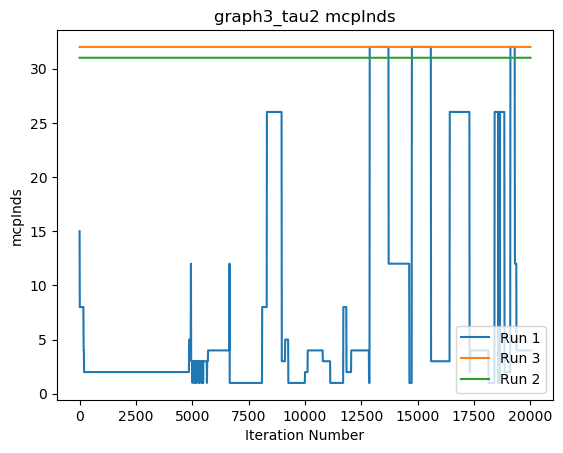 graph3_tau2 mcpInds
mcpInds
30
25
20
15
10
5
0
Run 1
Run 3
Run 2
0 2500 5000 7500 10000 12500 15000 17500 20000
Iteration Number